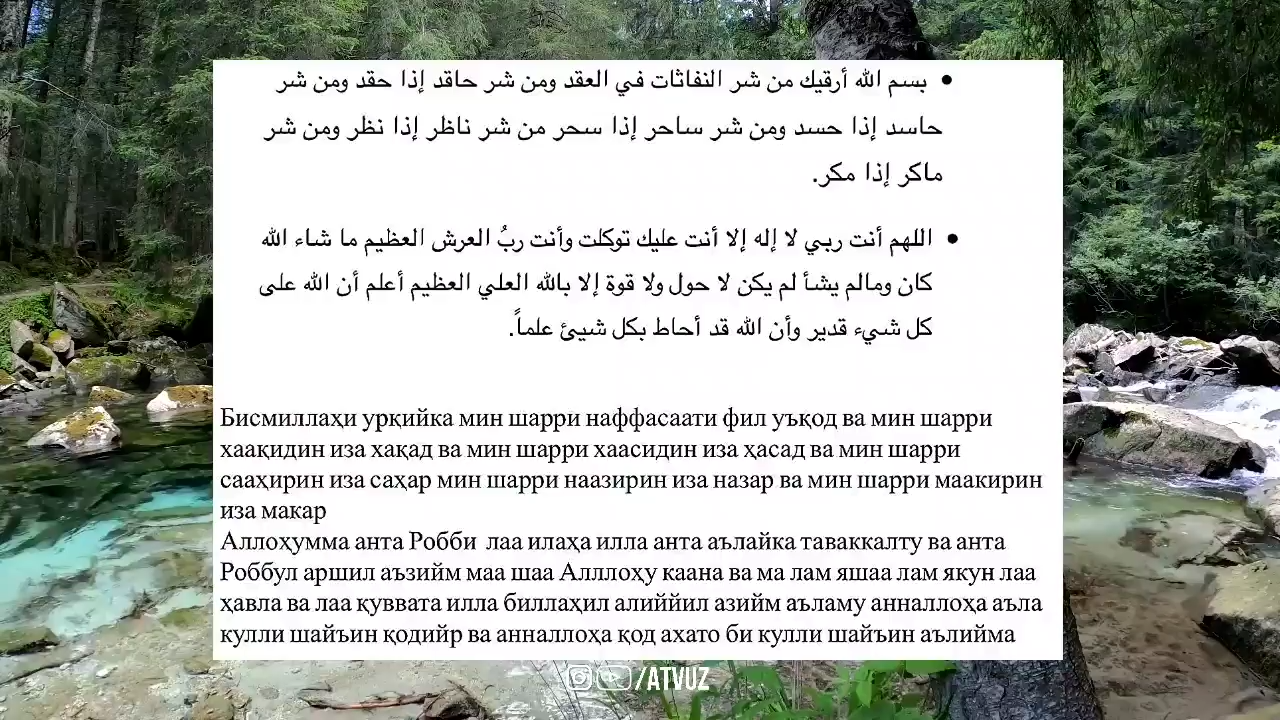 • بسم الله أرقيك من شر النفاثات في العقد ومن شر حاقد إذا حقد ومن شر
حاسد إذا حسد ومن شر ساحر إذا سحر من شر ناظر إذا نظر ومن شر
ماكر إذا مكر.
• اللهم أنت ربي لا إله إلا أنت عليك توكلت وأنت ربُ العرش العظيم ما شاء الله
كان ومالم يشأ لم يكن لا حول ولا قوة إلا بالله العلي العظيم أعلم أن الله على
كل شيء قدير وأن الله قد أحاط بكل شيئ علماً.
Бисмиллаҳи урқийка мин шарри наффасаати фил уъқод ва мин шарри
хаақидин иза хақад ва мин шарри хаасидин иза ҳасад ва мин шарри
сааҳирин иза саҳар мин шарри наазирин иза назар ва мин шарри маакирин
иза макар
Аллоҳумма анта Робби лаа илаҳа илла анта аълайка таваккалту ва анта
Роббул аршил аъзийм маа шаа Алллоҳу каана ва ма лам яшаа лам якун лаа
ҳавла ва лаа қуввата илла биллаҳил алиййил азийм аъламу анналлоҳа аъла
кулли шайъин қодийр ва анналлоҳа қод ахато би кулли шайъин аълийма
/ATVUZ